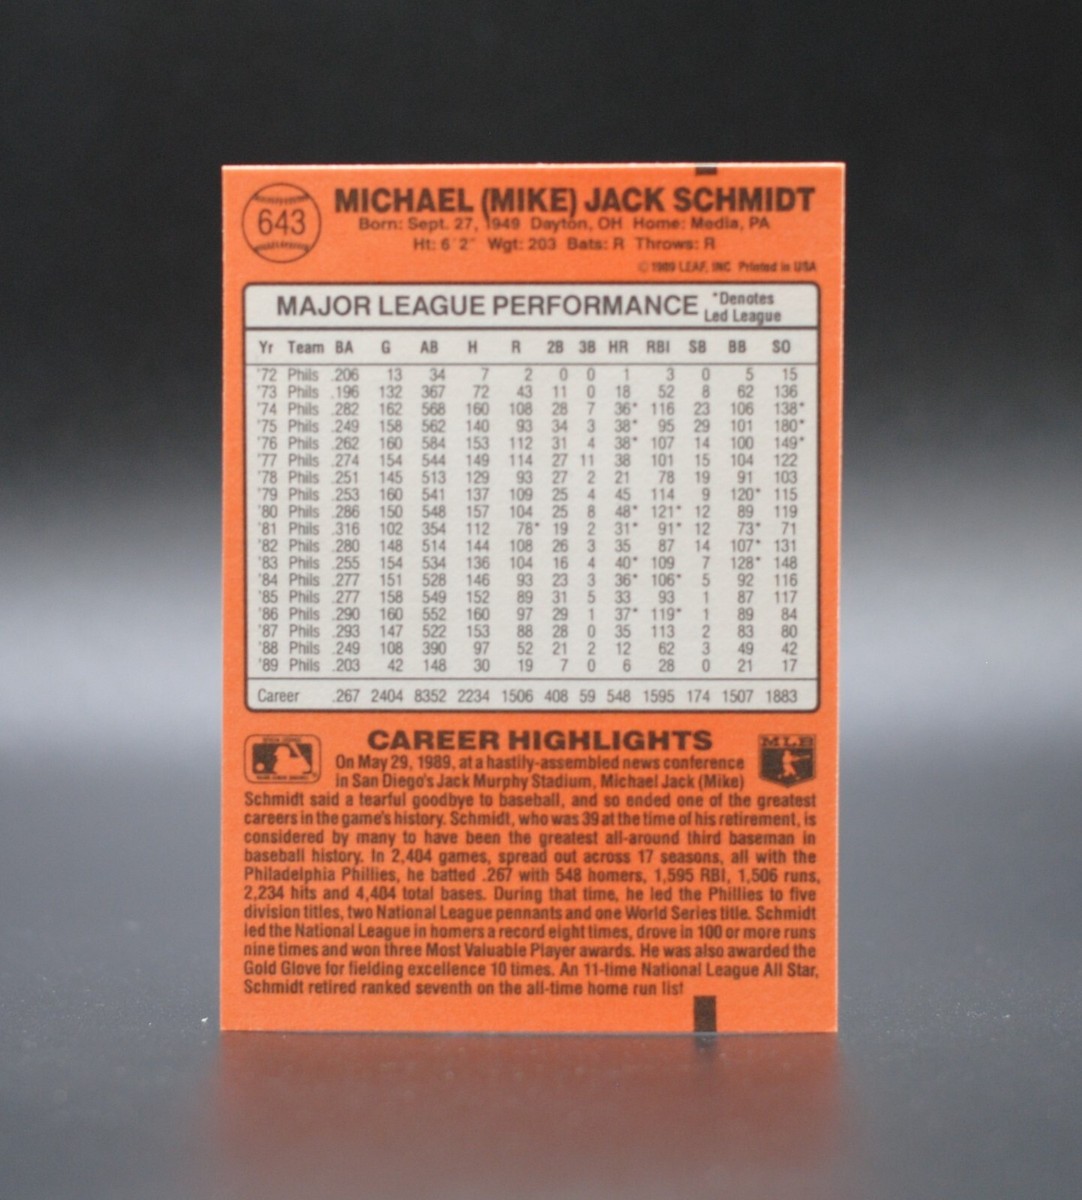 643
MICHAEL (MIKE) JACK SCHMIDT
Born: Sept. 27, 1949 Dayton, OH Home: Media, PA
Ht: 6'2" Wgt: 203 Bats: R Throws: R
© 1989 LEAF, INC. Printed in USA
MAJOR LEAGUE PERFORMANCE *Denotes
Led League
Yr Team BA G AB H R 2B 3B HR RBI SB BB SO
'72 Phils .206 13 34 7 2 0 0 1 3 0 5 15
'73 Phils .196 132 367 72 43 11 0 18 52 8 62 136
'74 Phils .282 162 568 160 108 28 7 36* 116 23 106 138*
'75 Phils .249 158 562 140 93 34 3 38* 95 29 101 180*
'76 Phils .262 160 584 153 112 31 4 38* 107 14 100 149*
'77 Phils .274 154 544 149 114 27 11 38 101 15 104 122
'78 Phils .251 145 513 129 93 27 2 21 78 19 91 103
'79 Phils .253 160 541 137 109 25 4 45 114 9 120* 115
'80 Phils .286 150 548 157 104 25 8 48* 121* 12 89 119
'81 Phils .316 102 354 112 78* 19 2 31* 91* 12 73* 71
'82 Phils .280 148 514 144 108 26 3 35 87 14 107* 131
'83 Phils .255 154 534 136 104 16 4 40* 109 7 128* 148
'84 Phils .277 151 528 146 93 23 3 36* 106* 5 92 116
'85 Phils .277 158 549 152 89 31 5 33 93 1 87 117
'86 Phils .290 160 552 160 97 29 1 37* 119* 1 89 84
'87 Phils .293 147 522 153 88 28 0 35 113 2 83 80
'88 Phils .249 108 390 97 52 21 2 12 62 3 49 42
'89 Phils .203 42 148 30 19 7 0 6 28 0 21 17
Career .267 2404 8352 2234 1506 408 59 548 1595 174 1507 1883
CAREER HIGHLIGHTS
MLB
On May 29, 1989, at a hastily-assembled news conference
in San Diego's Jack Murphy Stadium, Michael Jack (Mike)
Schmidt said a tearful goodbye to baseball, and so ended one of the greatest
careers in the game's history. Schmidt, who was 39 at the time of his retirement, is
considered by many to have been the greatest all-around third baseman in
baseball history. In 2,404 games, spread out across 17 seasons, all with the
Philadelphia Phillies, he batted .267 with 548 homers, 1,595 RBI, 1,506 runs,
2,234 hits and 4,404 total bases. During that time, he led the Phillies to five
division titles, two National League pennants and one World Series title. Schmidt
led the National League in homers a record eight times, drove in 100 or more runs
nine times and won three Most Valuable Player awards. He was also awarded the
Gold Glove for fielding excellence 10 times. An 11-time National League All Star,
Schmidt retired ranked seventh on the all-time home run list